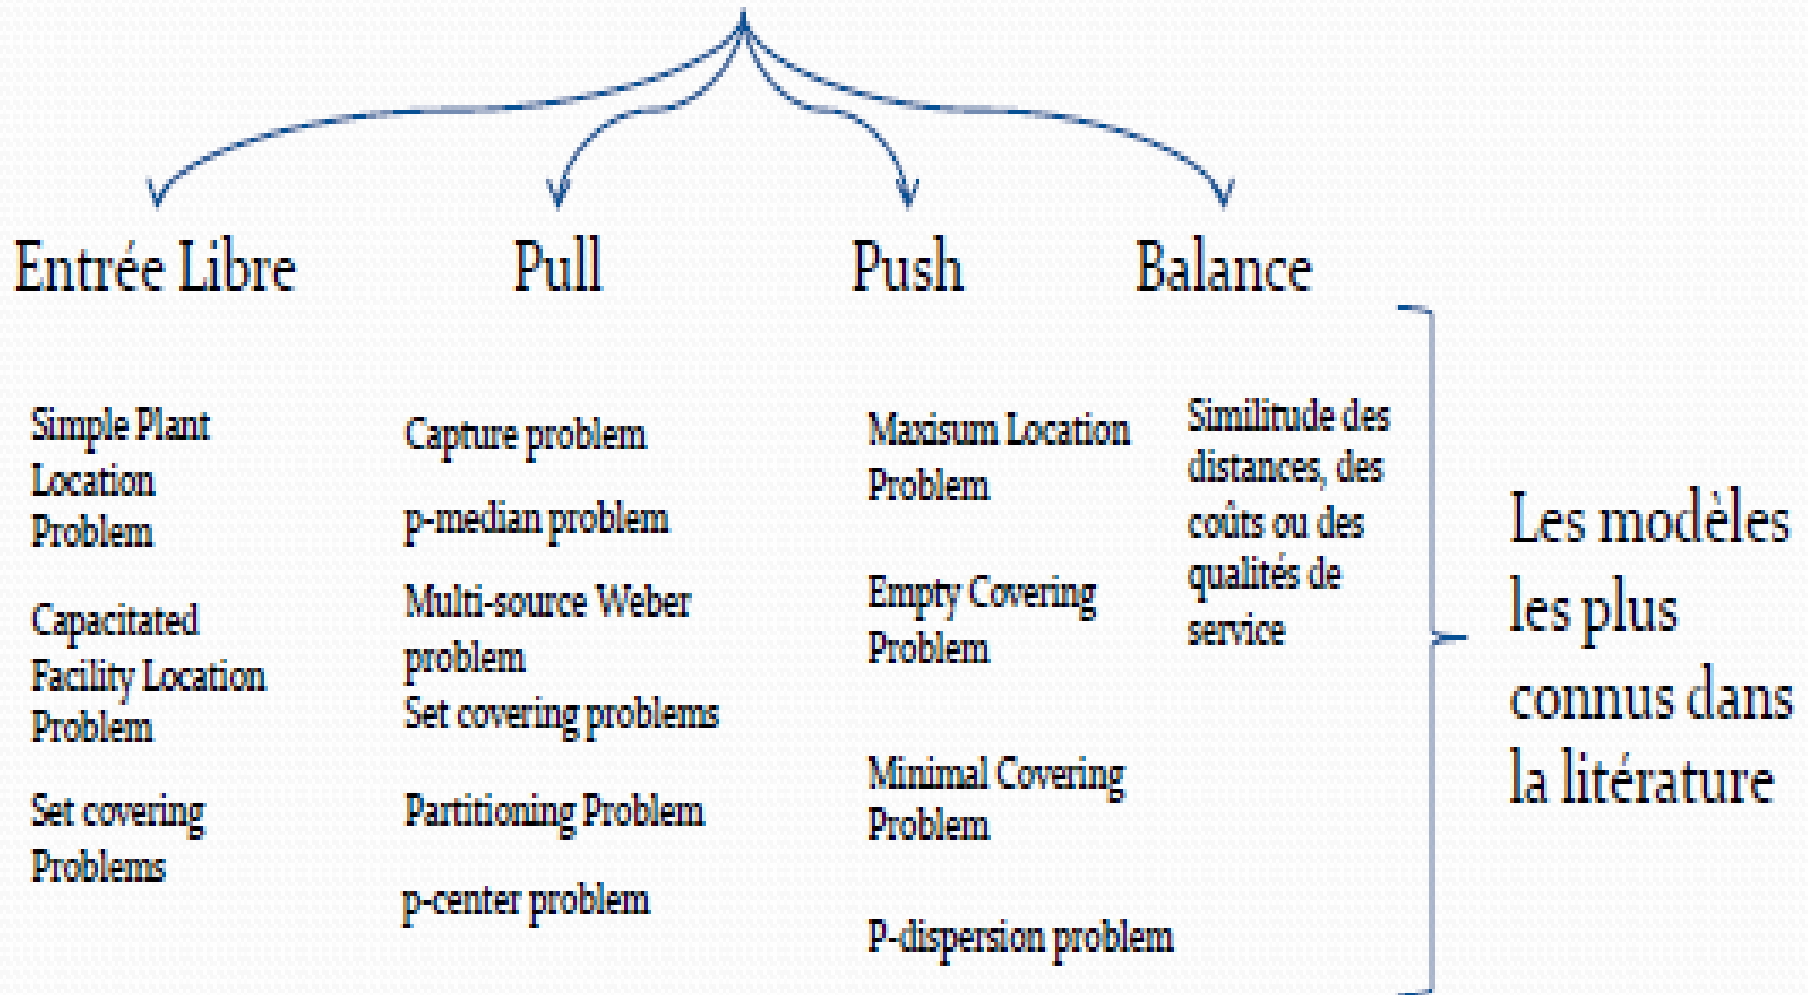 Entrée Libre
Pull
Push
Balance
Simple Plant
Location
Problem
Capacitated
Facility Location
Problem
Set covering
Problems
Capture problem
p-median problem
Multi-source Weber
problem
Set covering problems
Partitioning Problem
p-center problem
Maxisum Location
Problem
Empty Covering
Problem
Minimal Covering
Problem
P-dispersion problem
Similitude des
distances, des
coûts ou des
qualités de
service
Les modèles
les plus
connus dans
la litérature